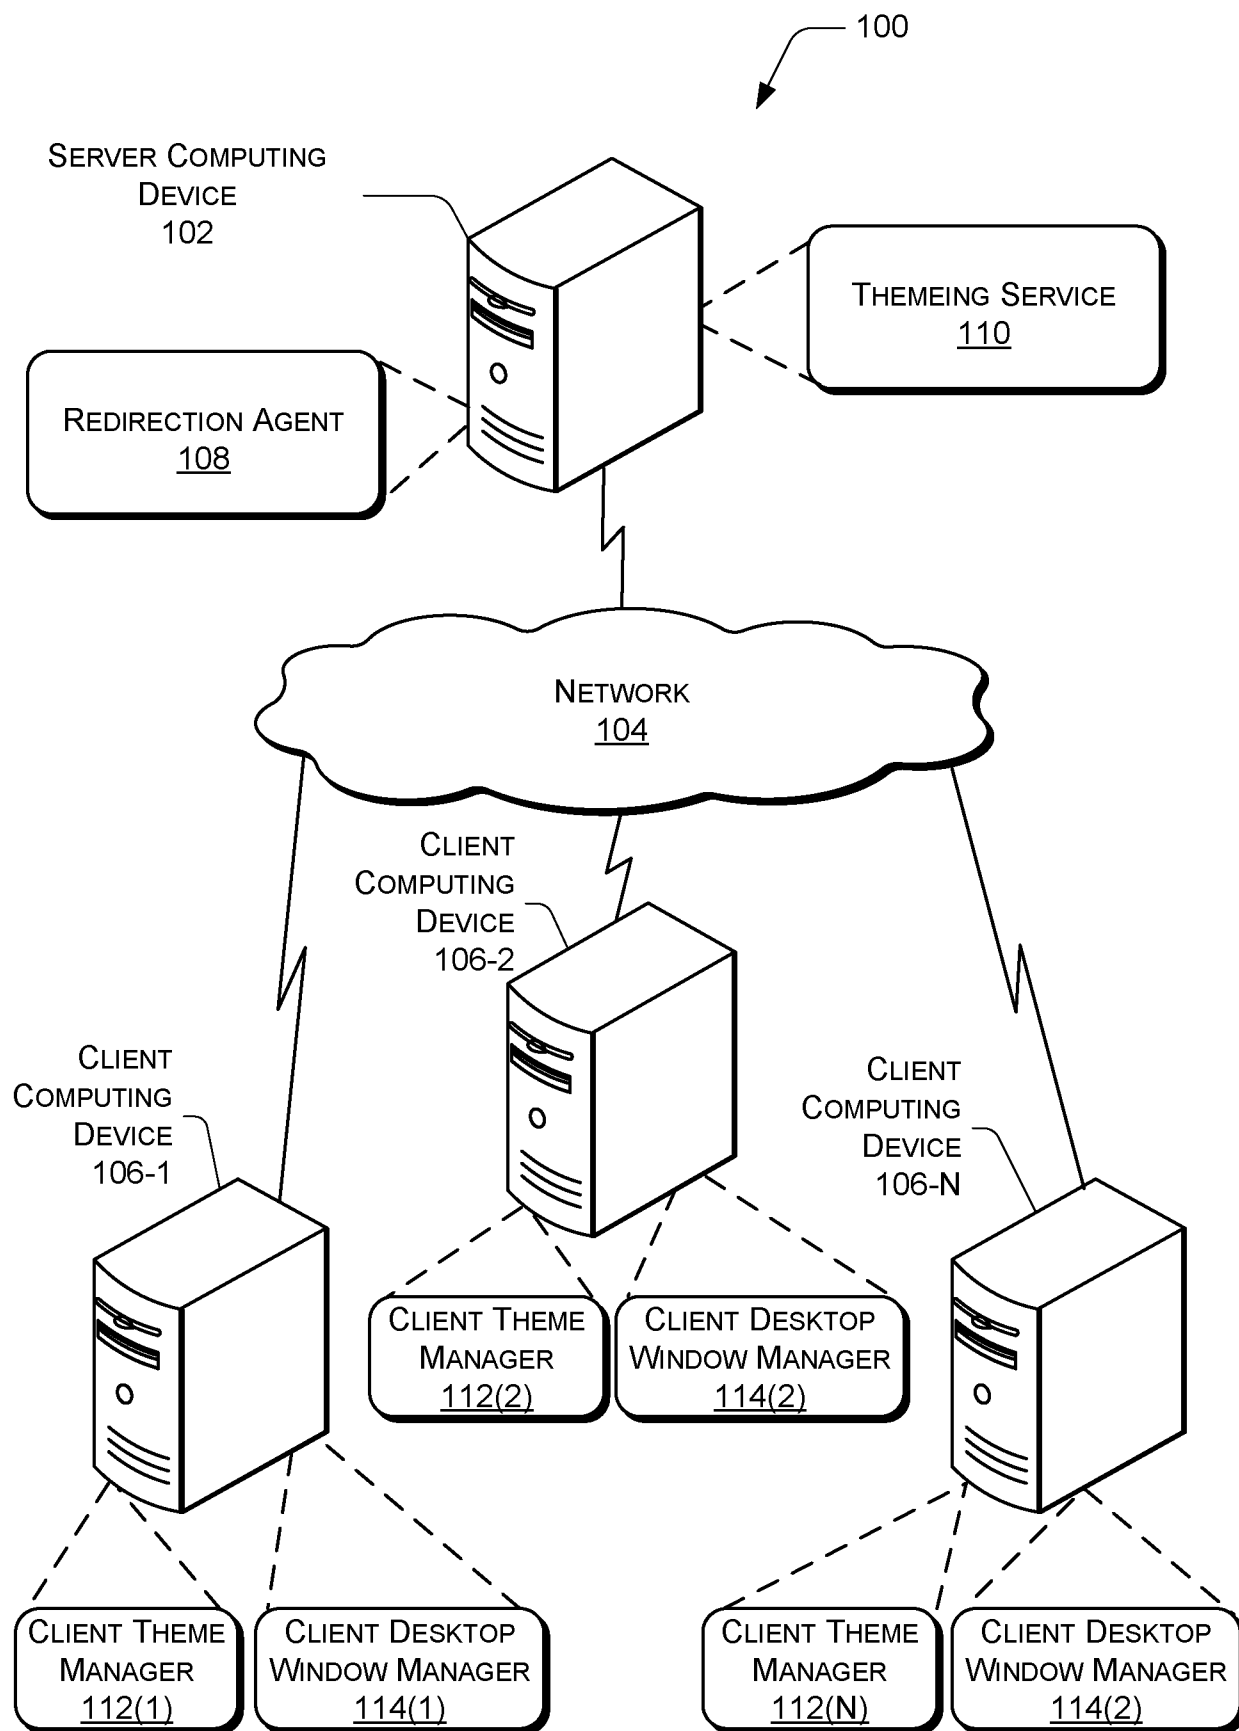 100
SERVER COMPUTING
DEVICE
102
THEMEING SERVICE
110
REDIRECTION AGENT
108
NETWORK
104
CLIENT
COMPUTING
DEVICE
106-2
CLIENT
COMPUTING
DEVICE
106-1
CLIENT
COMPUTING
DEVICE
106-N
CLIENT THEME
MANAGER
112(2)
CLIENT DESKTOP
WINDOW MANAGER
114(2)
CLIENT THEME
MANAGER
112(1)
CLIENT DESKTOP
WINDOW MANAGER
114(1)
CLIENT THEME
MANAGER
112(N)
CLIENT DESKTOP
WINDOW MANAGER
114(2)